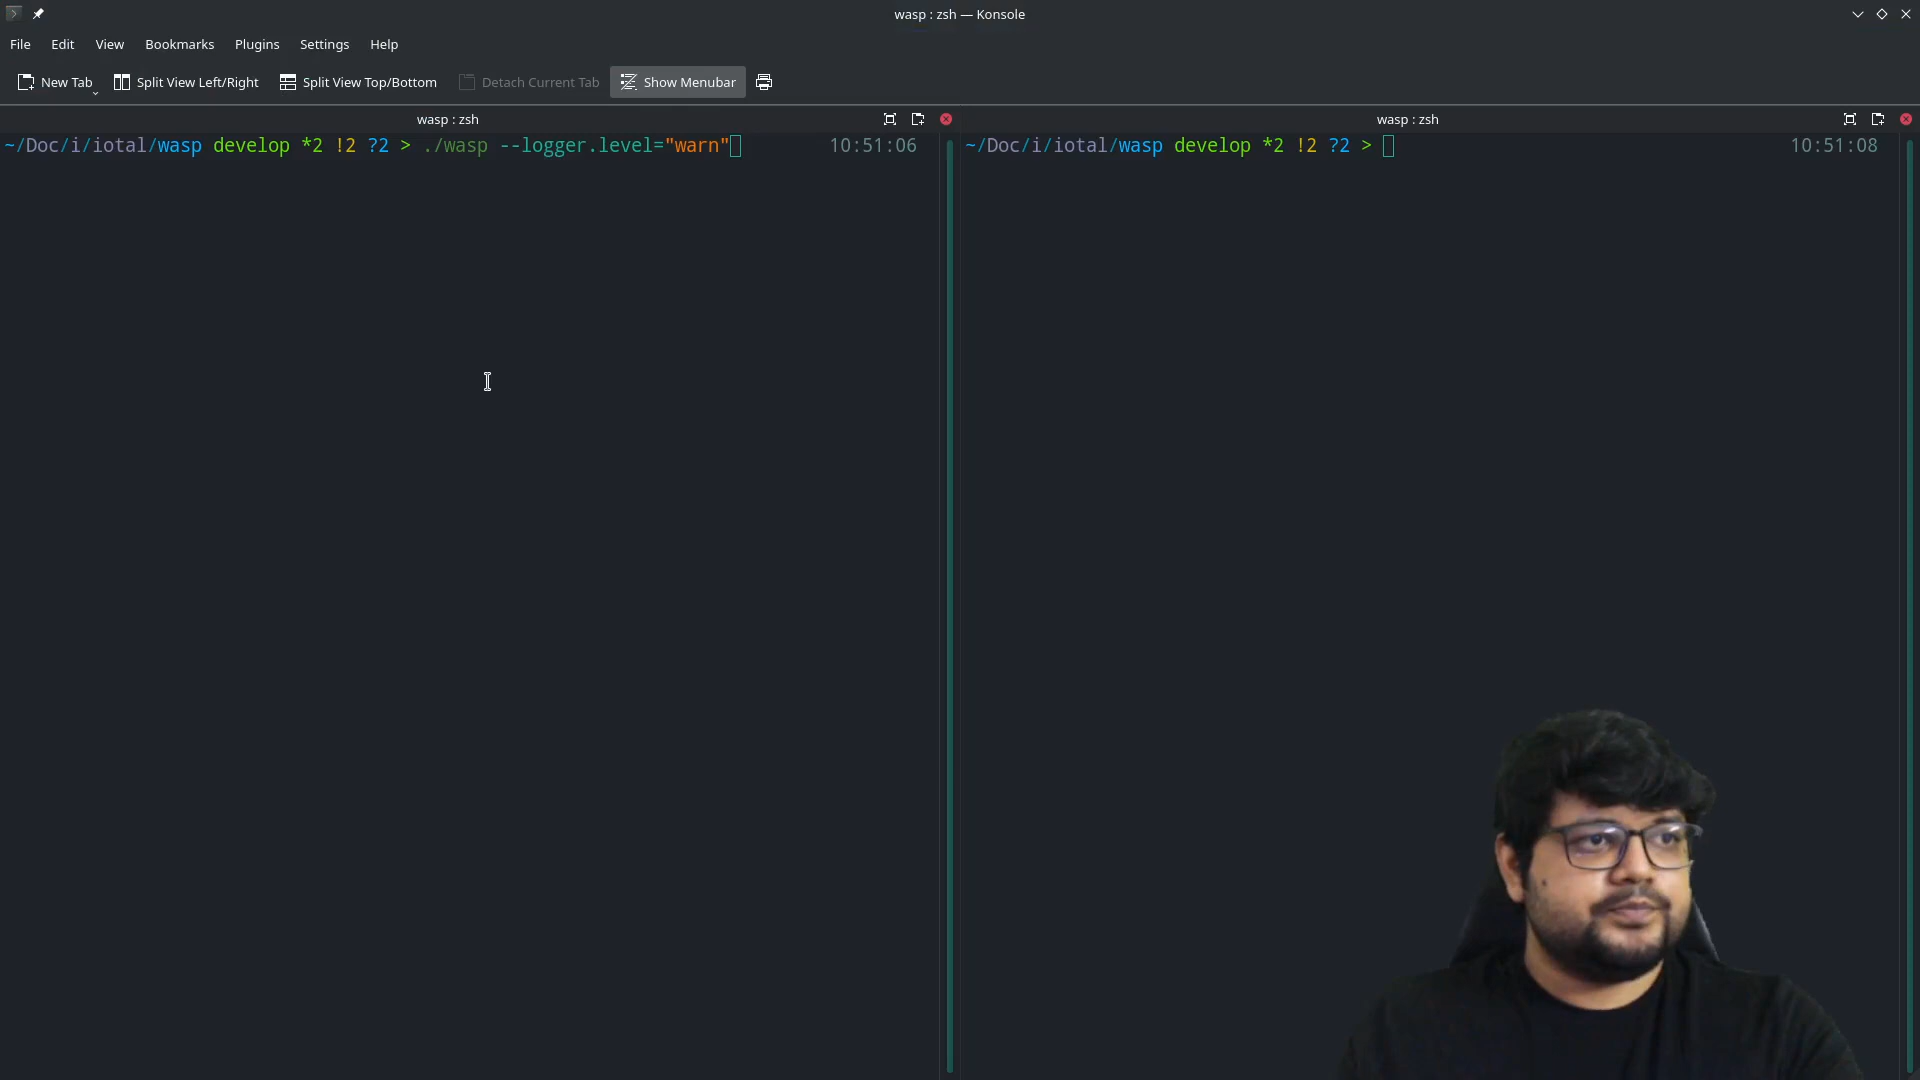 wasp : zsh — Konsole
File Edit View Bookmarks Plugins Settings Help
New Tab Split View Left/Right Split View Top/Bottom Detach Current Tab Show Menubar
wasp : zsh
~/Doc/i/iotal/wasp develop *2 !2 ?2 > ./wasp --logger.level="warn" 10:51:06
wasp : zsh
~/Doc/i/iotal/wasp develop *2 !2 ?2 > 10:51:08